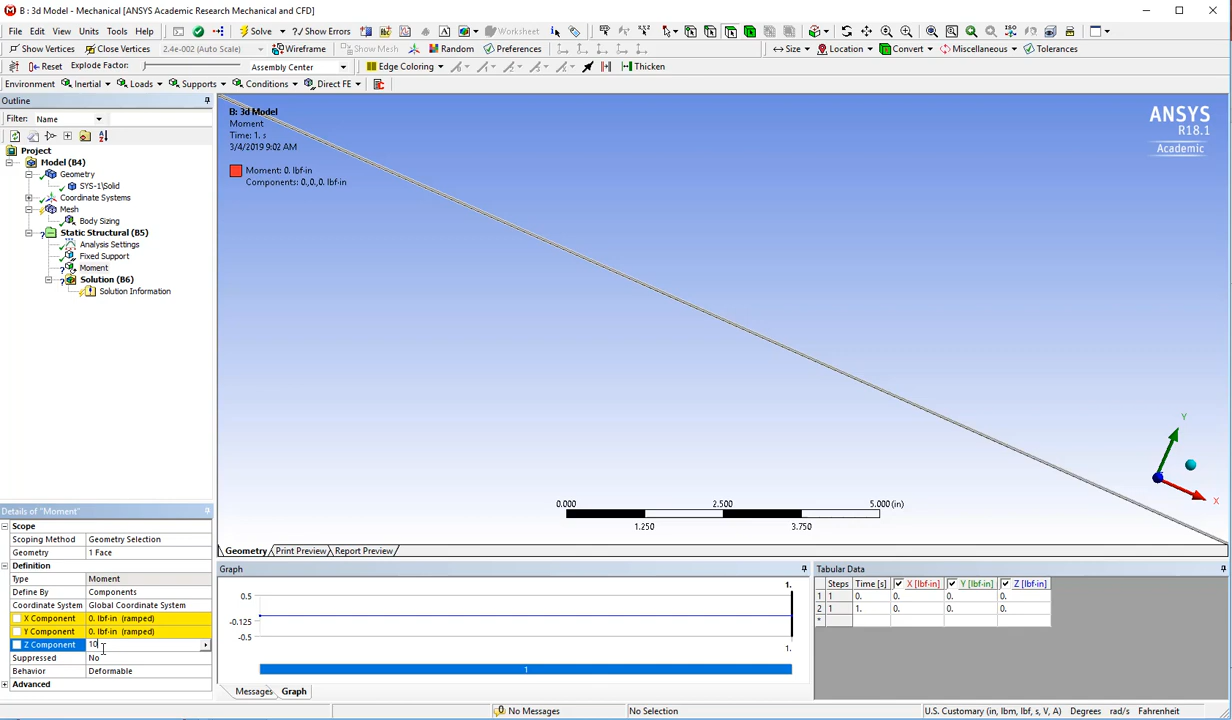 B : 3d Model - Mechanical [ANSYS Academic Research Mechanical and CFD]
File Edit View Units Tools Help Solve Show Errors Worksheet
Show Vertices Close Vertices 2.4e-002 (Auto Scale) Wireframe Show Mesh Random Preferences Size Location Convert Miscellaneous Tolerances
Reset Explode Factor: Assembly Center Edge Coloring Thicken
Environment Inertial Loads Supports Conditions Direct FE
Outline
Filter: Name
Project
Model (B4)
Geometry
SYS-1\Solid
Coordinate Systems
Mesh
Body Sizing
Static Structural (B5)
Analysis Settings
Fixed Support
Moment
Solution (B6)
Solution Information
B: 3d Model
Moment
Time: 1. s
3/4/2019 9:02 AM
Moment: 0. lbf·in
Components: 0.,0.,0. lbf·in
ANSYS
R18.1
Academic
Y
X
0.000 2.500 5.000 (in)
1.250 3.750
Geometry Print Preview Report Preview
Details of "Moment"
Scope
Scoping Method Geometry Selection
Geometry 1 Face
Definition
Type Moment
Define By Components
Coordinate System Global Coordinate System
X Component 0. lbf·in (ramped)
Y Component 0. lbf·in (ramped)
Z Component 10
Suppressed No
Behavior Deformable
Advanced
Graph
1.
0.5
-0.125
-0.5
1.
1
Messages Graph
Tabular Data
Steps Time [s] X [lbf·in] Y [lbf·in] Z [lbf·in]
1 1 0. 0. 0. 0.
2 1 1. 0. 0. 0.
*
No Messages No Selection U.S. Customary (in, lbm, lbf, s, V, A) Degrees rad/s Fahrenheit